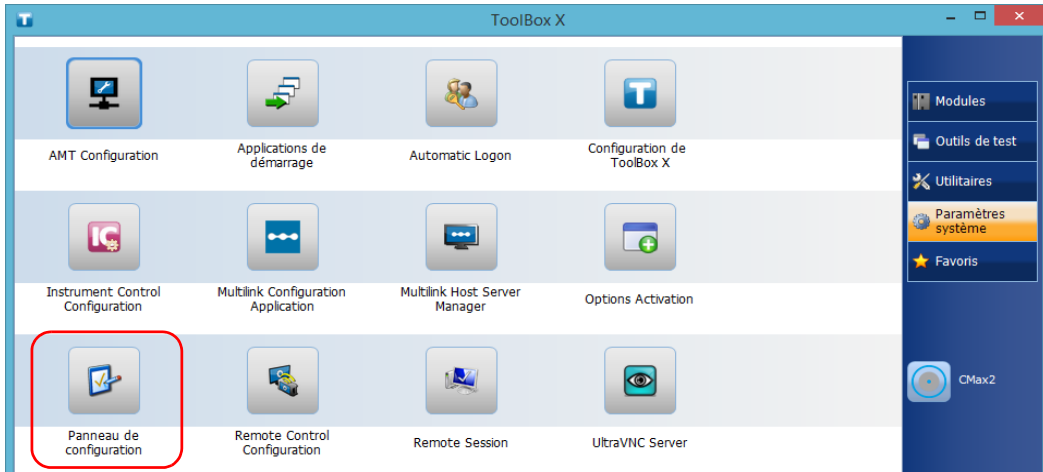 ToolBox X
AMT Configuration
Applications de
démarrage
Automatic Logon
Configuration de
ToolBox X
Instrument Control
Configuration
Multilink Configuration
Application
Multilink Host Server
Manager
Options Activation
Panneau de
configuration
Remote Control
Configuration
Remote Session
UltraVNC Server
Modules
Outils de test
Utilitaires
Paramètres
système
Favoris
CMax2